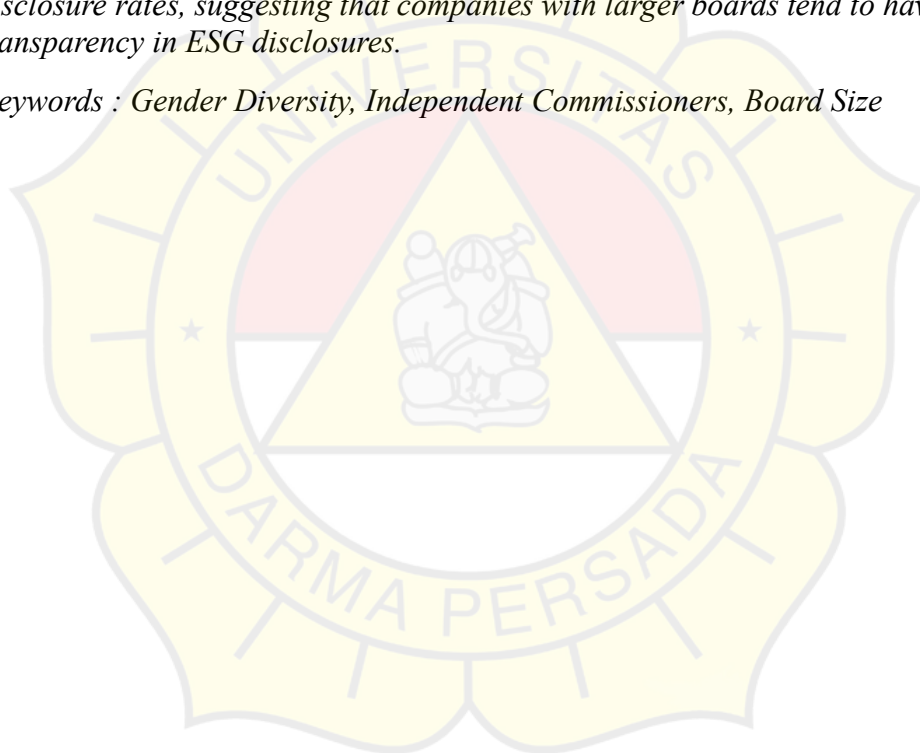 sclosure rates, suggesting that companies with larger boards tend to hav
ansparency in ESG disclosures.
eywords : Gender Diversity, Independent Commissioners, Board Size
UNIVERSITAS
DARMA PERSADA